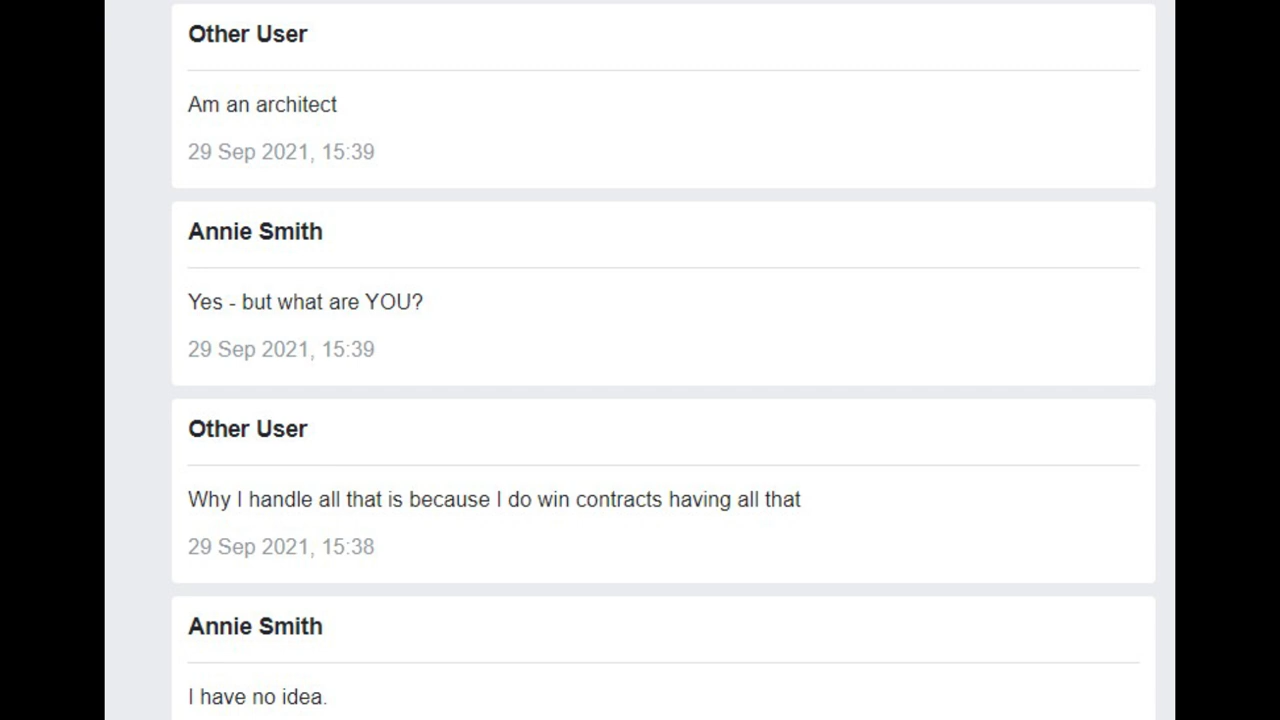 Other User
Am an architect
29 Sep 2021, 15:39
Annie Smith
Yes - but what are YOU?
29 Sep 2021, 15:39
Other User
Why I handle all that is because I do win contracts having all that
29 Sep 2021, 15:38
Annie Smith
I have no idea.